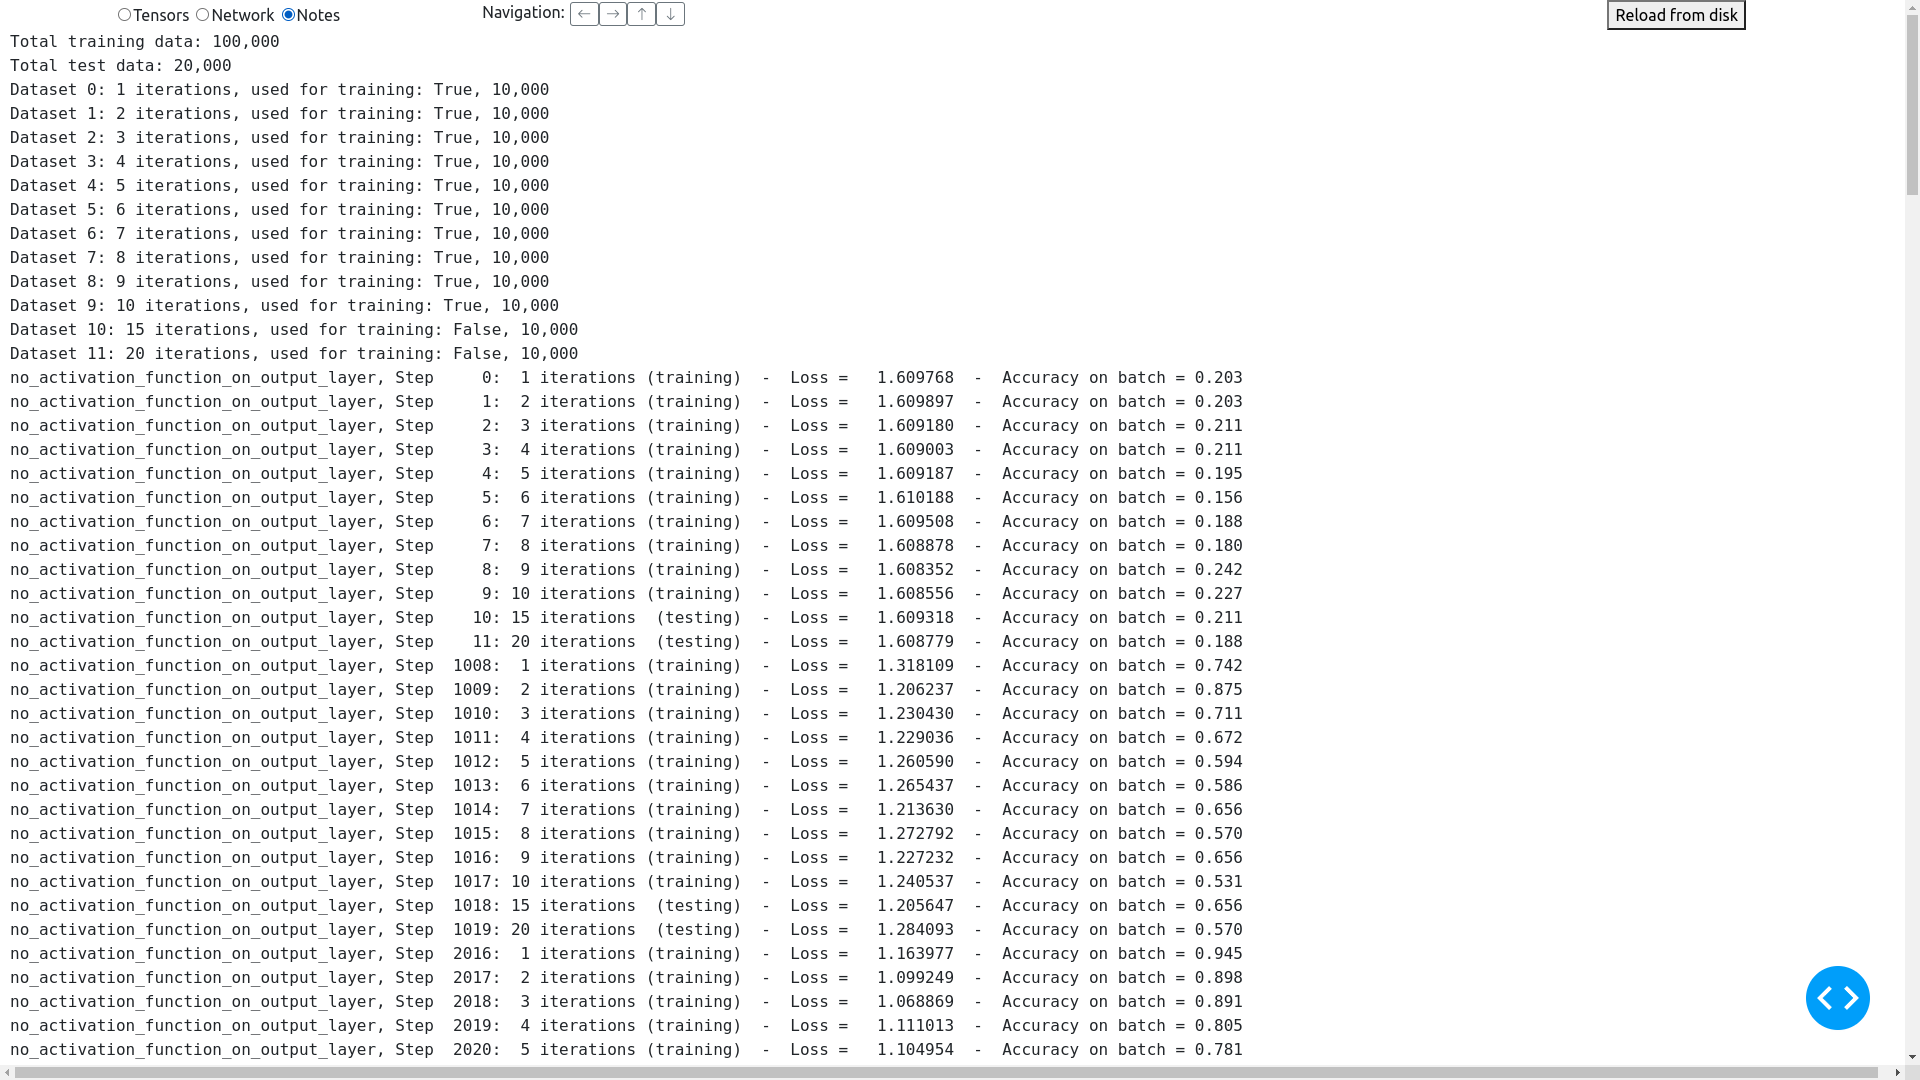 Tensors Network Notes Navigation: ← → ↑ ↓ Reload from disk
Total training data: 100,000
Total test data: 20,000
Dataset 0: 1 iterations, used for training: True, 10,000
Dataset 1: 2 iterations, used for training: True, 10,000
Dataset 2: 3 iterations, used for training: True, 10,000
Dataset 3: 4 iterations, used for training: True, 10,000
Dataset 4: 5 iterations, used for training: True, 10,000
Dataset 5: 6 iterations, used for training: True, 10,000
Dataset 6: 7 iterations, used for training: True, 10,000
Dataset 7: 8 iterations, used for training: True, 10,000
Dataset 8: 9 iterations, used for training: True, 10,000
Dataset 9: 10 iterations, used for training: True, 10,000
Dataset 10: 15 iterations, used for training: False, 10,000
Dataset 11: 20 iterations, used for training: False, 10,000
no_activation_function_on_output_layer, Step     0:  1 iterations (training)  -  Loss =   1.609768  -  Accuracy on batch = 0.203
no_activation_function_on_output_layer, Step     1:  2 iterations (training)  -  Loss =   1.609897  -  Accuracy on batch = 0.203
no_activation_function_on_output_layer, Step     2:  3 iterations (training)  -  Loss =   1.609180  -  Accuracy on batch = 0.211
no_activation_function_on_output_layer, Step     3:  4 iterations (training)  -  Loss =   1.609003  -  Accuracy on batch = 0.211
no_activation_function_on_output_layer, Step     4:  5 iterations (training)  -  Loss =   1.609187  -  Accuracy on batch = 0.195
no_activation_function_on_output_layer, Step     5:  6 iterations (training)  -  Loss =   1.610188  -  Accuracy on batch = 0.156
no_activation_function_on_output_layer, Step     6:  7 iterations (training)  -  Loss =   1.609508  -  Accuracy on batch = 0.188
no_activation_function_on_output_layer, Step     7:  8 iterations (training)  -  Loss =   1.608878  -  Accuracy on batch = 0.180
no_activation_function_on_output_layer, Step     8:  9 iterations (training)  -  Loss =   1.608352  -  Accuracy on batch = 0.242
no_activation_function_on_output_layer, Step     9: 10 iterations (training)  -  Loss =   1.608556  -  Accuracy on batch = 0.227
no_activation_function_on_output_layer, Step    10: 15 iterations  (testing)  -  Loss =   1.609318  -  Accuracy on batch = 0.211
no_activation_function_on_output_layer, Step    11: 20 iterations  (testing)  -  Loss =   1.608779  -  Accuracy on batch = 0.188
no_activation_function_on_output_layer, Step  1008:  1 iterations (training)  -  Loss =   1.318109  -  Accuracy on batch = 0.742
no_activation_function_on_output_layer, Step  1009:  2 iterations (training)  -  Loss =   1.206237  -  Accuracy on batch = 0.875
no_activation_function_on_output_layer, Step  1010:  3 iterations (training)  -  Loss =   1.230430  -  Accuracy on batch = 0.711
no_activation_function_on_output_layer, Step  1011:  4 iterations (training)  -  Loss =   1.229036  -  Accuracy on batch = 0.672
no_activation_function_on_output_layer, Step  1012:  5 iterations (training)  -  Loss =   1.260590  -  Accuracy on batch = 0.594
no_activation_function_on_output_layer, Step  1013:  6 iterations (training)  -  Loss =   1.265437  -  Accuracy on batch = 0.586
no_activation_function_on_output_layer, Step  1014:  7 iterations (training)  -  Loss =   1.213630  -  Accuracy on batch = 0.656
no_activation_function_on_output_layer, Step  1015:  8 iterations (training)  -  Loss =   1.272792  -  Accuracy on batch = 0.570
no_activation_function_on_output_layer, Step  1016:  9 iterations (training)  -  Loss =   1.227232  -  Accuracy on batch = 0.656
no_activation_function_on_output_layer, Step  1017: 10 iterations (training)  -  Loss =   1.240537  -  Accuracy on batch = 0.531
no_activation_function_on_output_layer, Step  1018: 15 iterations  (testing)  -  Loss =   1.205647  -  Accuracy on batch = 0.656
no_activation_function_on_output_layer, Step  1019: 20 iterations  (testing)  -  Loss =   1.284093  -  Accuracy on batch = 0.570
no_activation_function_on_output_layer, Step  2016:  1 iterations (training)  -  Loss =   1.163977  -  Accuracy on batch = 0.945
no_activation_function_on_output_layer, Step  2017:  2 iterations (training)  -  Loss =   1.099249  -  Accuracy on batch = 0.898
no_activation_function_on_output_layer, Step  2018:  3 iterations (training)  -  Loss =   1.068869  -  Accuracy on batch = 0.891
no_activation_function_on_output_layer, Step  2019:  4 iterations (training)  -  Loss =   1.111013  -  Accuracy on batch = 0.805
no_activation_function_on_output_layer, Step  2020:  5 iterations (training)  -  Loss =   1.104954  -  Accuracy on batch = 0.781